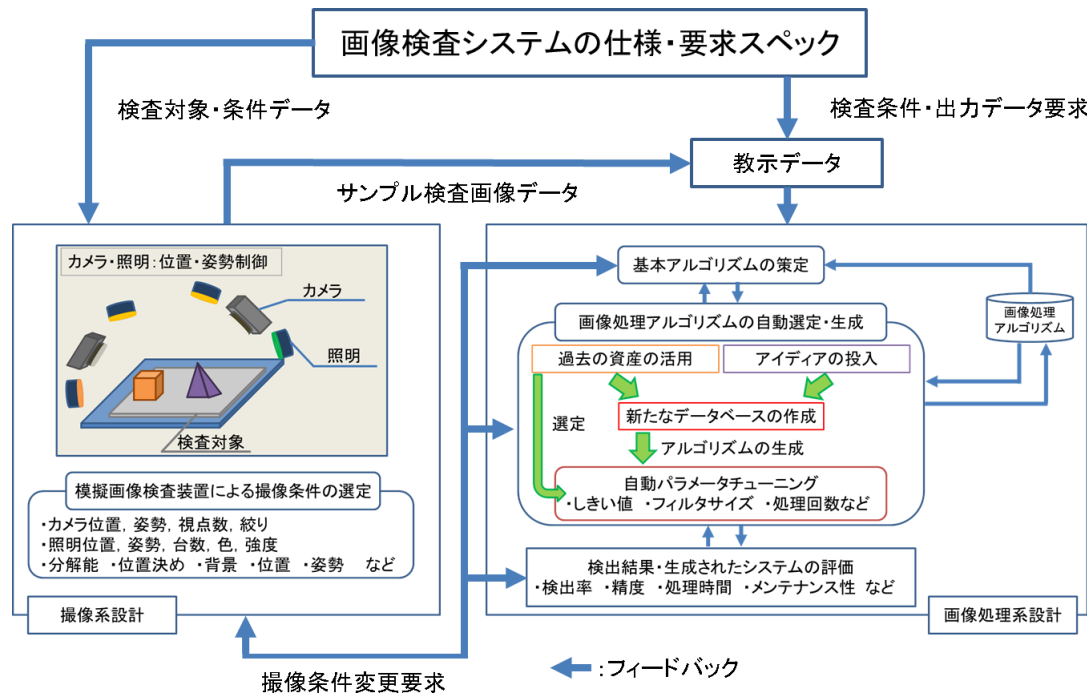 画像検査システムの仕様・要求スペック
検査対象・条件データ
検査条件・出力データ要求
教示データ
サンプル検査画像データ
カメラ・照明:位置・姿勢制御
カメラ
照明
検査対象
模擬画像検査装置による撮像条件の選定
・カメラ位置, 姿勢, 視点数, 絞り
・照明位置, 姿勢, 台数, 色, 強度
・分解能 ・位置決め ・背景 ・位置 ・姿勢 など
撮像系設計
基本アルゴリズムの策定
画像処理
アルゴリズム
画像処理アルゴリズムの自動選定・生成
過去の資産の活用
アイディアの投入
新たなデータベースの作成
選定
アルゴリズムの生成
自動パラメータチューニング
・しきい値 ・フィルタサイズ ・処理回数など
検出結果・生成されたシステムの評価
・検出率 ・精度 ・処理時間 ・メンテナンス性 など
画像処理系設計
撮像条件変更要求
:フィードバック